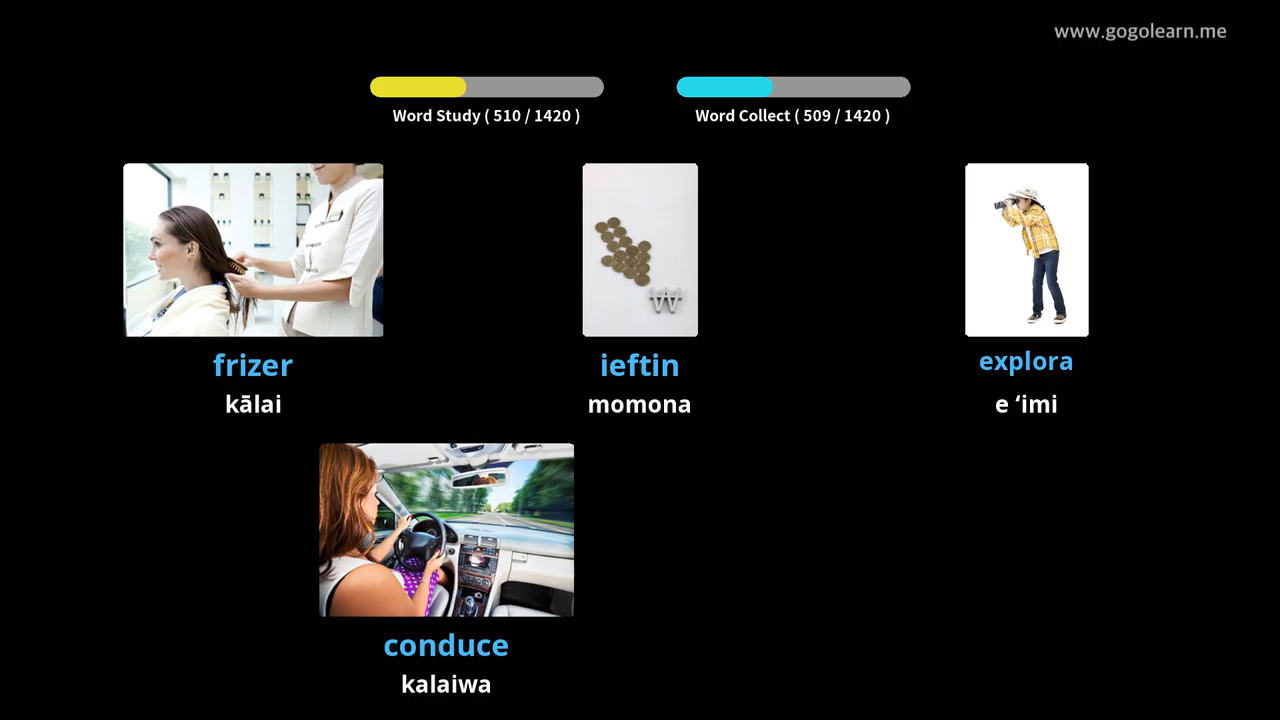 www.gogolearn.me
Word Study ( 510 / 1420 )
Word Collect ( 509 / 1420 )
frizer
ieftin
explora
kālai
momona
e ʻimi
conduce
kalaiwa